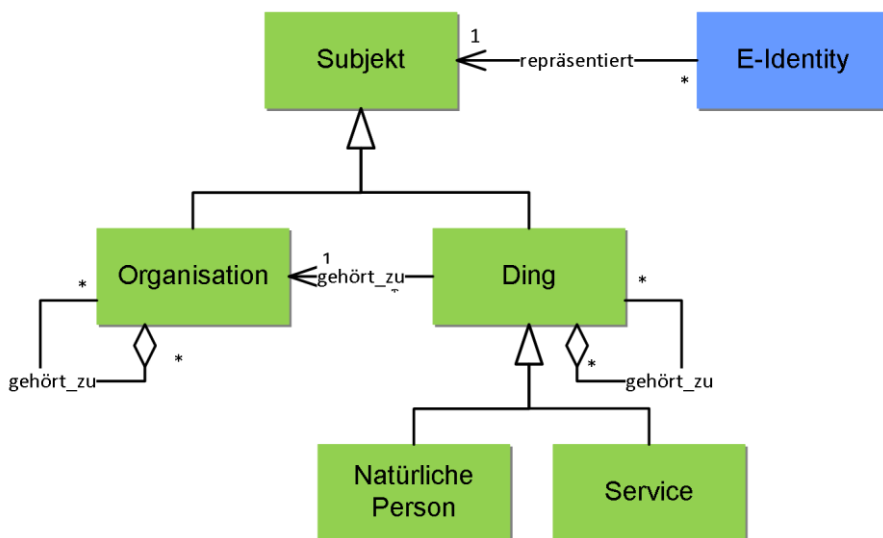 Subjekt
1
repräsentiert
*
E-Identity
Organisation
*
*
gehört_zu
1
gehört_zu
*
Ding
*
*
gehört_zu
Natürliche
Person
Service